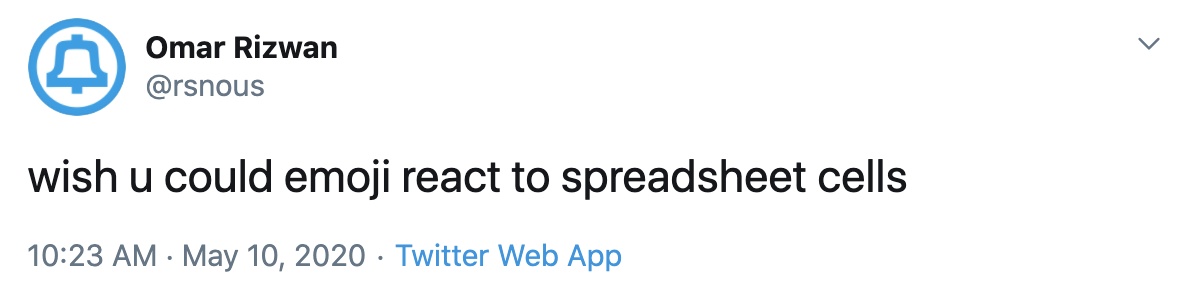 Omar Rizwan
@rsnous
wish u could emoji react to spreadsheet cells
10:23 AM · May 10, 2020 · Twitter Web App